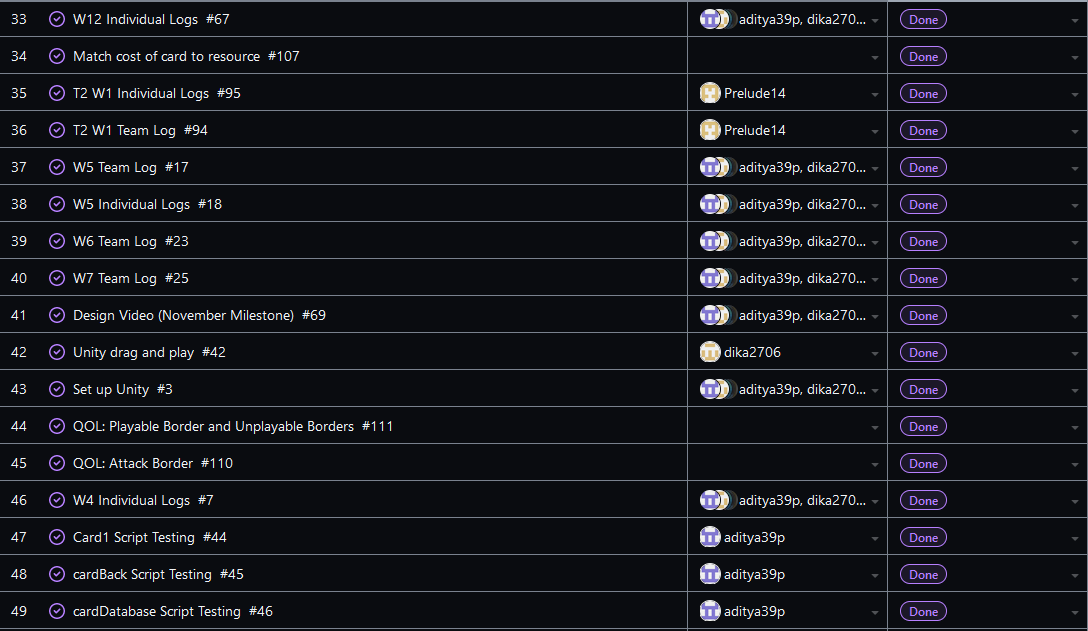 33 W12 Individual Logs #67 aditya39p, dika270... Done
34 Match cost of card to resource #107 Done
35 T2 W1 Individual Logs #95 Prelude14 Done
36 T2 W1 Team Log #94 Prelude14 Done
37 W5 Team Log #17 aditya39p, dika270... Done
38 W5 Individual Logs #18 aditya39p, dika270... Done
39 W6 Team Log #23 aditya39p, dika270... Done
40 W7 Team Log #25 aditya39p, dika270... Done
41 Design Video (November Milestone) #69 aditya39p, dika270... Done
42 Unity drag and play #42 dika2706 Done
43 Set up Unity #3 aditya39p, dika270... Done
44 QOL: Playable Border and Unplayable Borders #111 Done
45 QOL: Attack Border #110 Done
46 W4 Individual Logs #7 aditya39p, dika270... Done
47 Card1 Script Testing #44 aditya39p Done
48 cardBack Script Testing #45 aditya39p Done
49 cardDatabase Script Testing #46 aditya39p Done